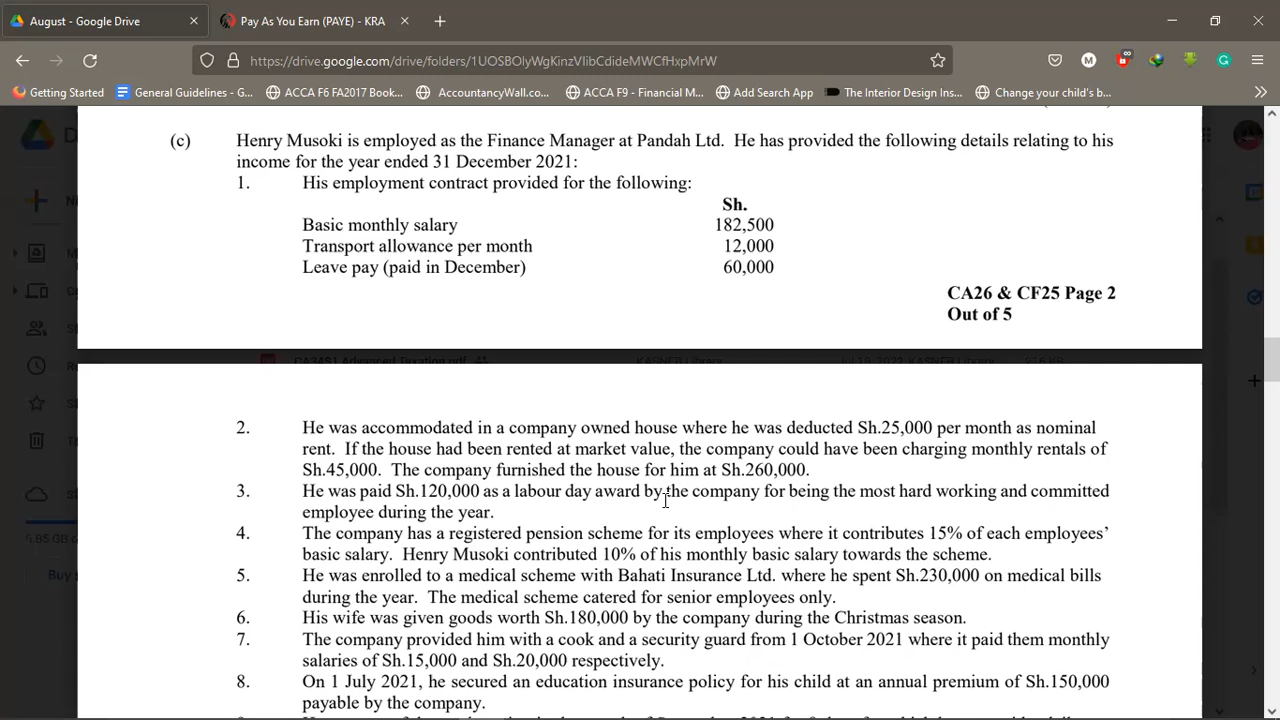 August - Google Drive
Pay As You Earn (PAYE) - KRA
https://drive.google.com/drive/folders/1UOSBOlyWgKinzVlibCdideMWCfHxpMrW
Getting Started
General Guidelines - G...
ACCA F6 FA2017 Book...
AccountancyWall.co...
ACCA F9 - Financial M...
Add Search App
The Interior Design Ins...
Change your child's b...
(c) Henry Musoki is employed as the Finance Manager at Pandah Ltd. He has provided the following details relating to his
income for the year ended 31 December 2021:
1. His employment contract provided for the following:
Sh.
Basic monthly salary 182,500
Transport allowance per month 12,000
Leave pay (paid in December) 60,000
CA26 & CF25 Page 2
Out of 5
2. He was accommodated in a company owned house where he was deducted Sh.25,000 per month as nominal
rent. If the house had been rented at market value, the company could have been charging monthly rentals of
Sh.45,000. The company furnished the house for him at Sh.260,000.
3. He was paid Sh.120,000 as a labour day award by the company for being the most hard working and committed
employee during the year.
4. The company has a registered pension scheme for its employees where it contributes 15% of each employees'
basic salary. Henry Musoki contributed 10% of his monthly basic salary towards the scheme.
5. He was enrolled to a medical scheme with Bahati Insurance Ltd. where he spent Sh.230,000 on medical bills
during the year. The medical scheme catered for senior employees only.
6. His wife was given goods worth Sh.180,000 by the company during the Christmas season.
7. The company provided him with a cook and a security guard from 1 October 2021 where it paid them monthly
salaries of Sh.15,000 and Sh.20,000 respectively.
8. On 1 July 2021, he secured an education insurance policy for his child at an annual premium of Sh.150,000
payable by the company.